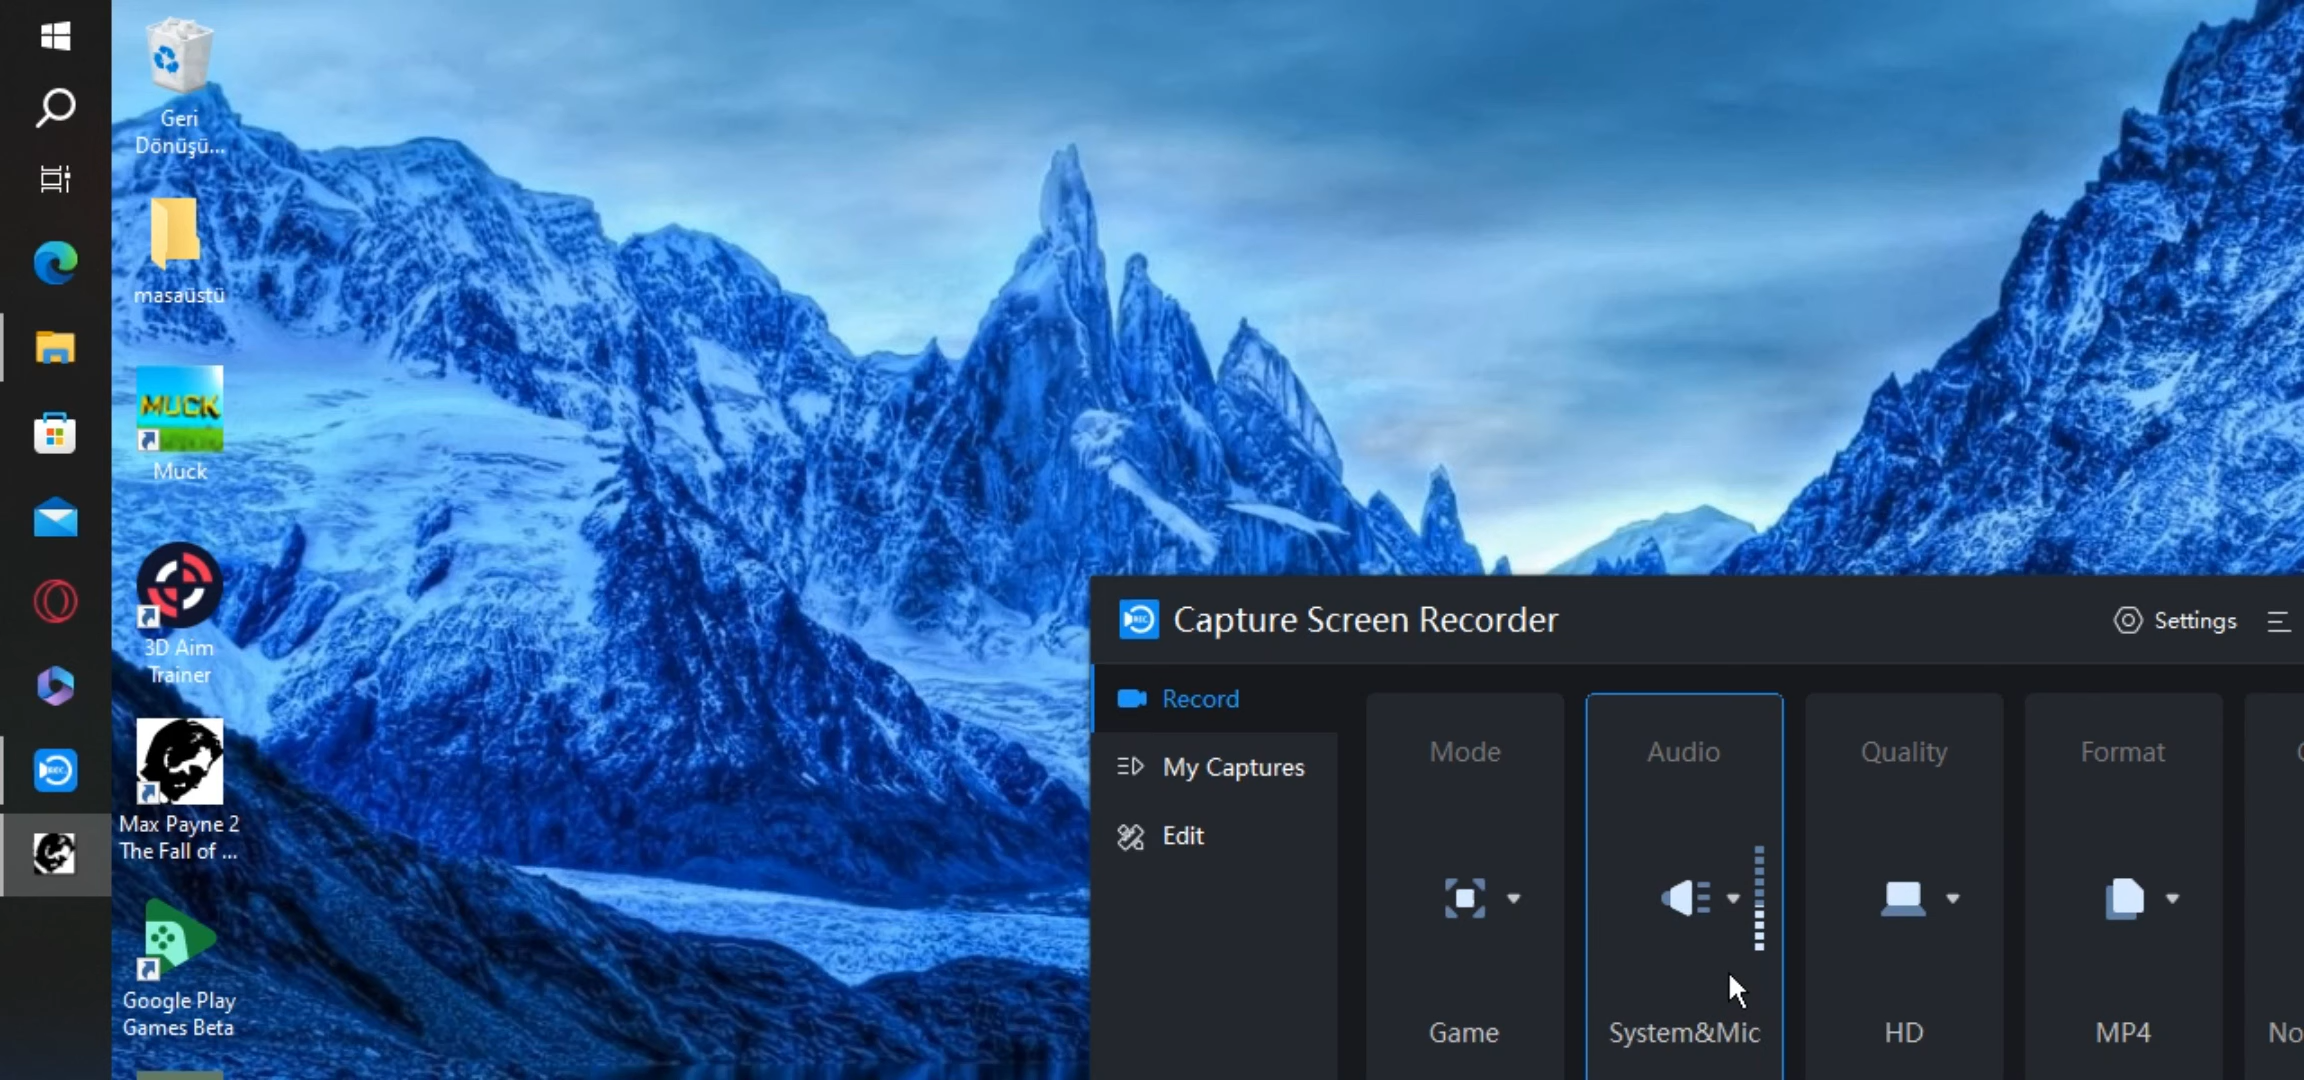 Geri
Dönüşü...
masaüstü
MUCK
Muck
3D Aim
Trainer
Max Payne 2
The Fall of ...
Google Play
Games Beta
REC
Capture Screen Recorder
Settings
Record
My Captures
Edit
Mode
Audio
Quality
Format
Game
System&Mic
HD
MP4
No